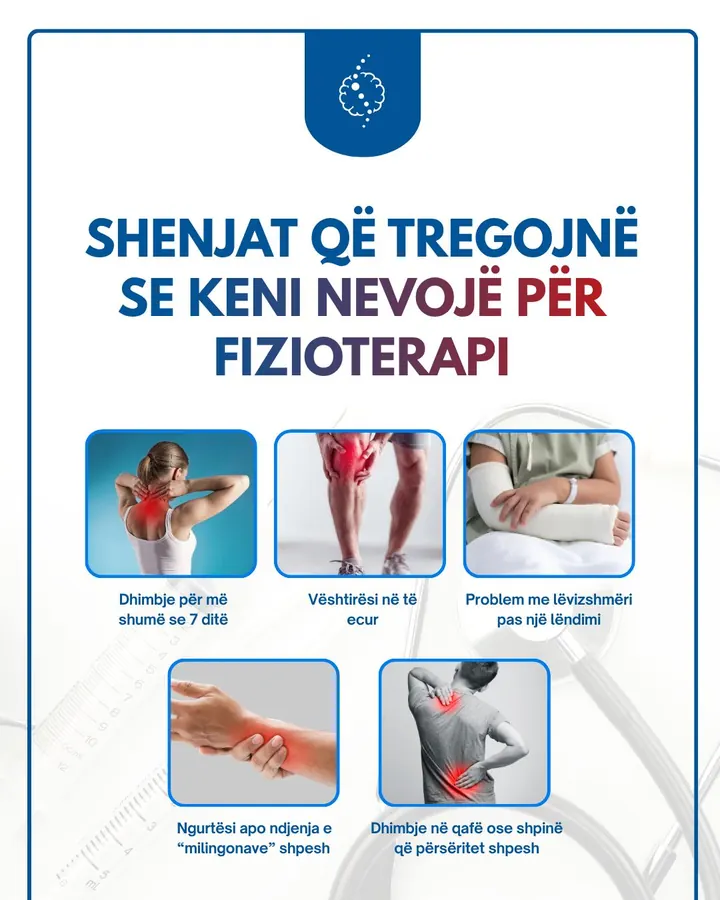 SHENJAT QË TREGOJNË
SE KENI NEVOJË PËR
FIZIOTERAPI
Dhimbje për më
shumë se 7 ditë
Vështirësi në të
ecur
Problem me lëvizshmëri
pas një lëndimi
Ngurtësi apo ndjenja e
“milingonave” shpesh
Dhimbje në qafë ose shpinë
që përsëritet shpesh